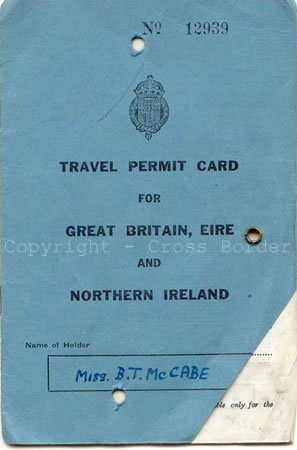 Nº 12939
TRAVEL PERMIT CARD
FOR
GREAT BRITAIN, EIRE
Copyright - Cross Border
AND
NORTHERN IRELAND
Name of Holder
Miss. B.T. McCABE
only for the